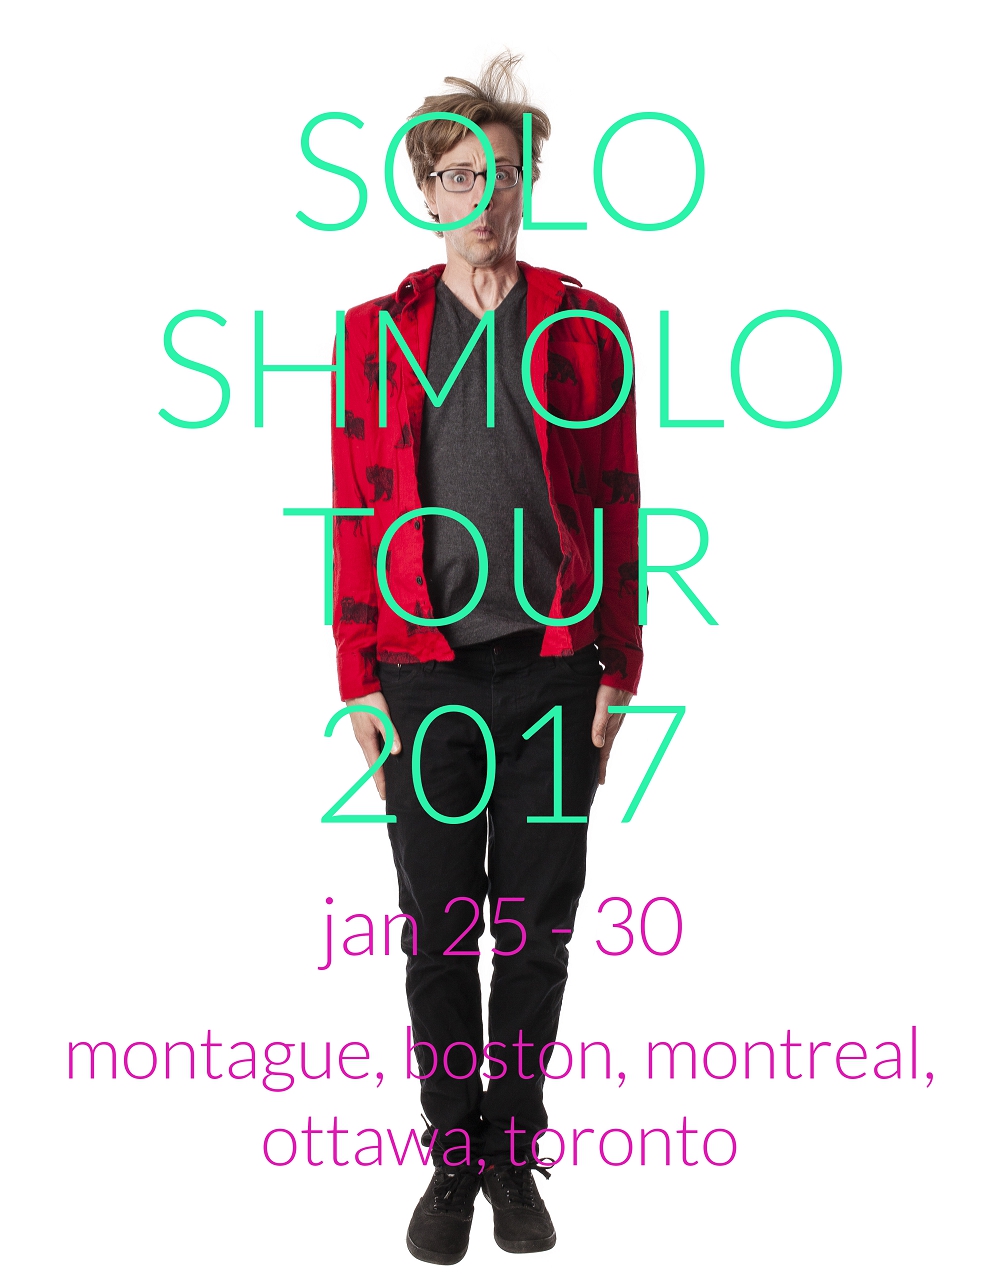 SOLO
SHMOLO
TOUR
2017
jan 25 - 30
montague, boston, montreal,
ottawa, toronto